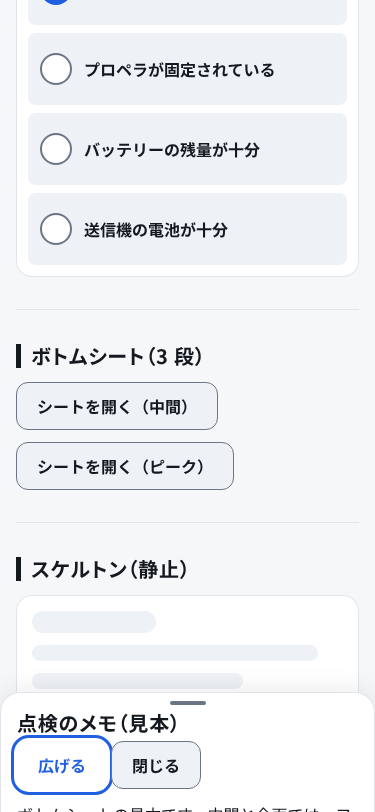 プロペラが固定されている
バッテリーの残量が十分
送信機の電池が十分
ボトムシート(3 段)
シートを開く（中間）
シートを開く（ピーク）
スケルトン(静止)
点検のメモ(見本)
広げる
閉じる